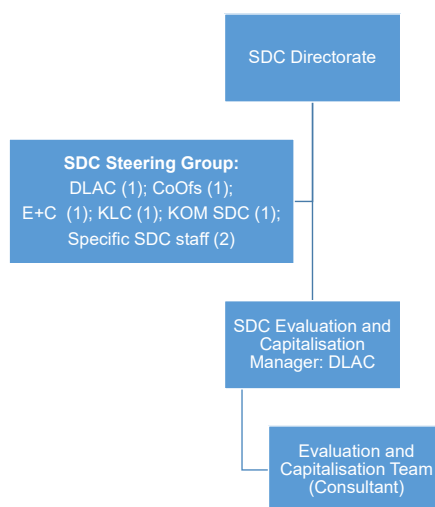 SDC Directorate
SDC Steering Group:
DLAC (1); CoOfs (1);
E+C  (1); KLC (1); KOM SDC (1);
Specific SDC staff (2)
SDC Evaluation and
Capitalisation
Manager: DLAC
Evaluation and
Capitalisation Team
(Consultant)